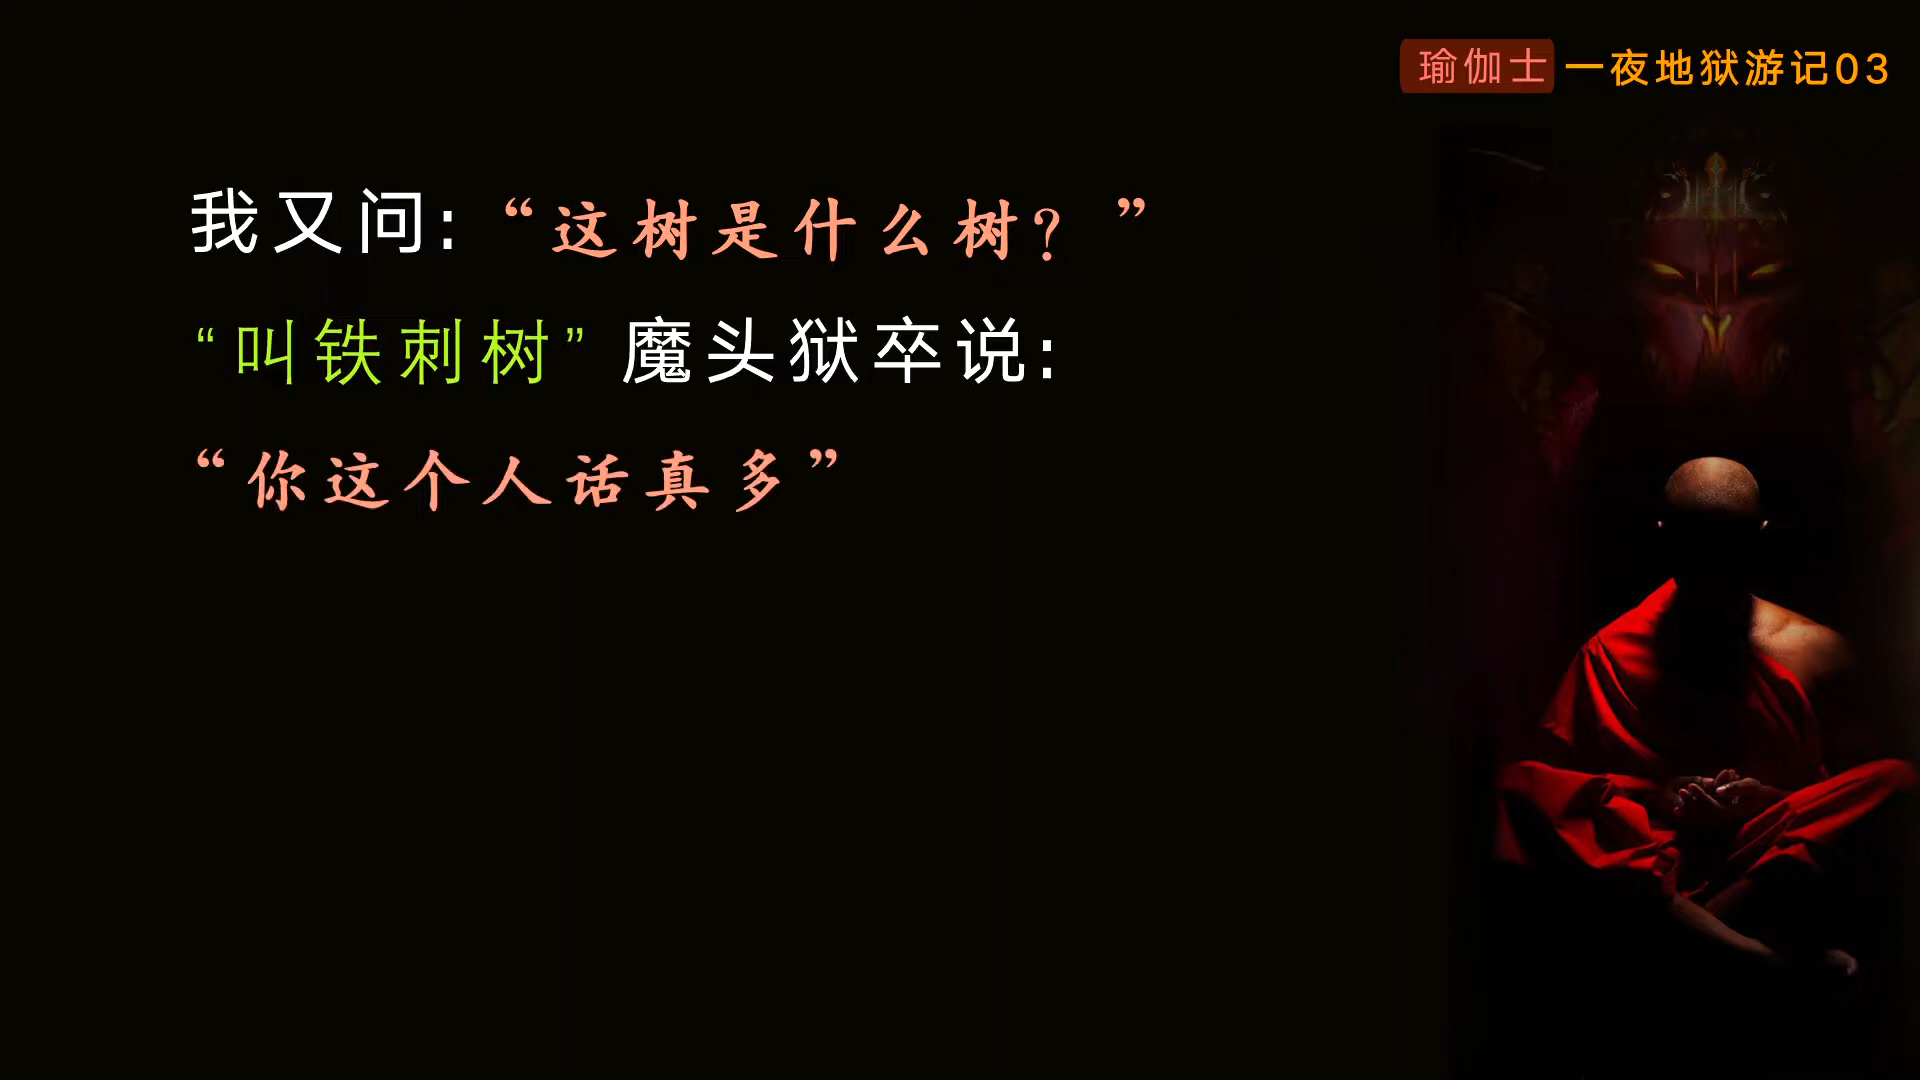 瑜伽士 一夜地狱游记03
我又问:“这树是什么树？”
“叫铁刺树” 魔头狱卒说:
“你这个人话真多”